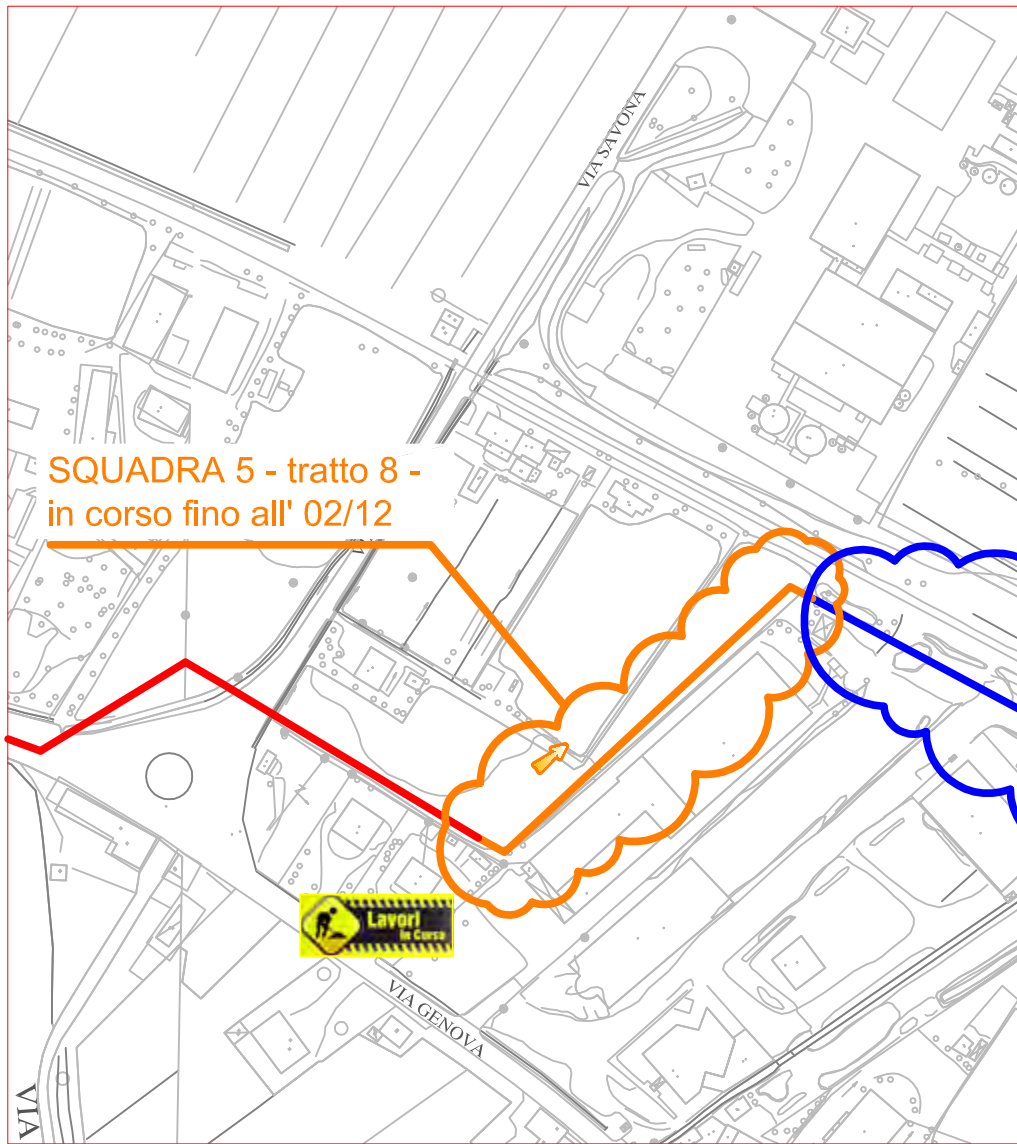 VIA SAVONA
SQUADRA 5 - tratto 8 -
in corso fino all' 02/12
Lavori
in Corso
VIA GENOVA
VIA